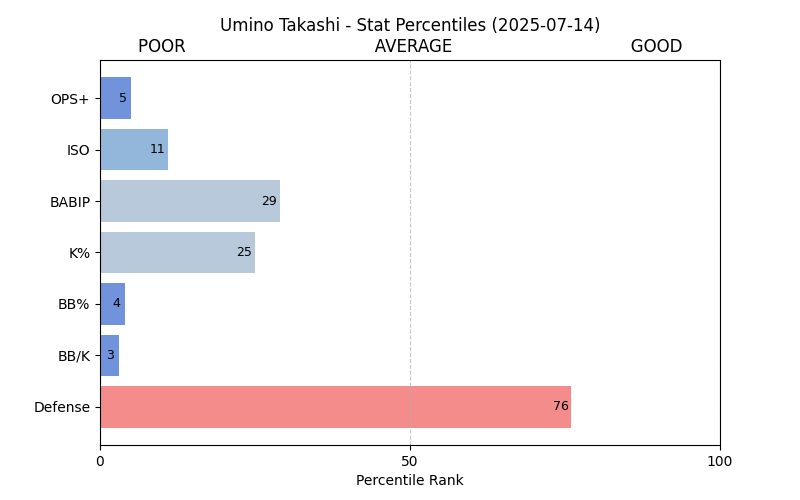 Umino Takashi - Stat Percentiles (2025-07-14)
POOR AVERAGE GOOD
OPS+ 5
ISO 11
BABIP 29
K% 25
BB% 4
BB/K 3
Defense 76
0 50 100
Percentile Rank